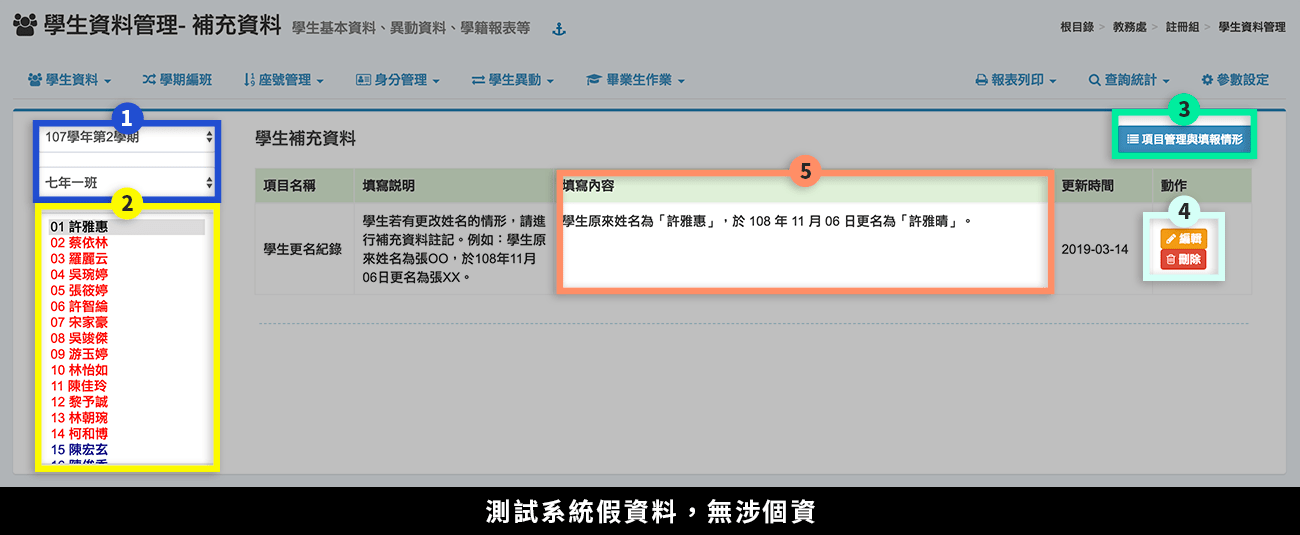 學生資料管理- 補充資料 學生基本資料、異動資料、學籍報表等
根目錄 > 教務處 > 註冊組 > 學生資料管理
學生資料 學期編班 座號管理 身分管理 學生異動 畢業生作業 報表列印 查詢統計 參數設定
1
107學年第2學期
七年一班
2
01 許雅惠
02 蔡依林
03 羅麗云
04 吳琬婷
05 張筱婷
06 許智綸
07 宋家豪
08 吳竣傑
09 游玉婷
10 林怡如
11 陳佳玲
12 黎予誠
13 林朝琬
14 柯和博
15 陳宏玄
學生補充資料
3
項目管理與填報情形
5
項目名稱 填寫說明 填寫內容 更新時間 動作
學生更名紀錄
學生若有更改姓名的情形，請進
行補充資料註記。例如：學生原
來姓名為張OO，於108年11月
06日更名為張XX。
學生原來姓名為「許雅惠」，於 108 年 11 月 06 日更名為「許雅晴」。
2019-03-14
4
編輯
刪除
測試系統假資料，無涉個資